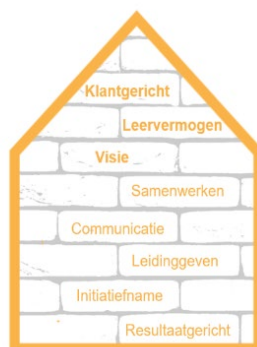 Klantgericht
Leervermogen
Visie
Samenwerken
Communicatie
Leidinggeven
Initiatiefname
Resultaatgericht